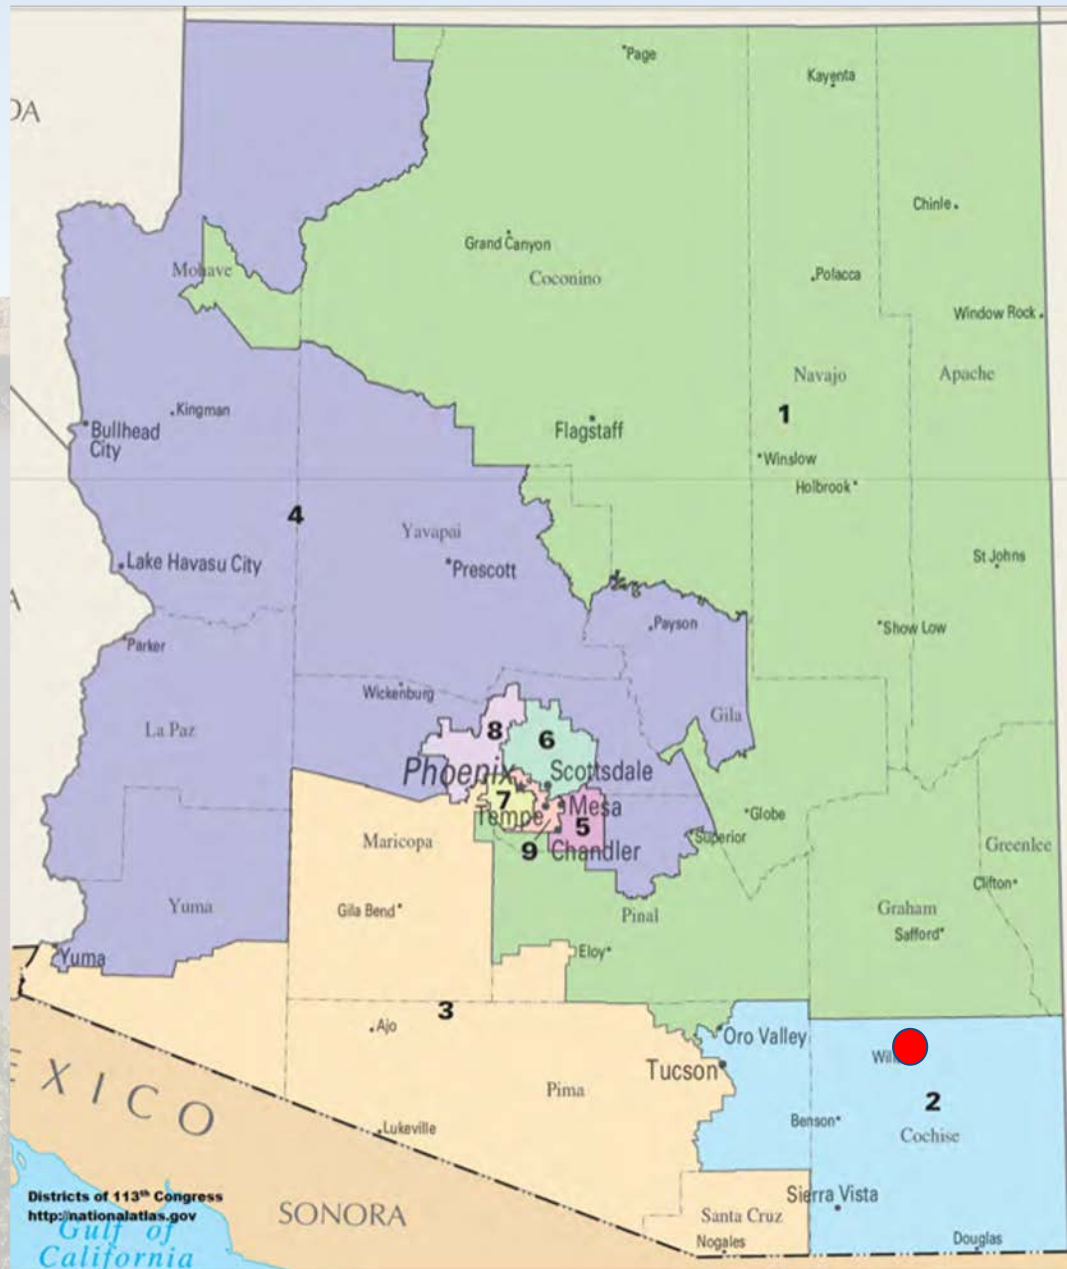 Page
Kayenta
DA
Chinle
Grand Canyon
Mohave
Coconino
Polacca
Window Rock
Navajo
Apache
Kingman
1
Bullhead
City
Flagstaff
Winslow
Holbrook
4
Yavapai
Lake Havasu City
Prescott
St Johns
A
Payson
Show Low
Parker
Wickenburg
Gila
La Paz
8
6
Phoenix
Scottsdale
7
Mesa
Tempe
5
Globe
Superior
Maricopa
9
Chandler
Greenlee
Clifton
Yuma
Gila Bend
Pinal
Graham
Safford
Eloy
Yuma
3
Ajo
Oro Valley
Tucson
EXICO
Pima
2
Benson
Cochise
Lukeville
Sierra Vista
Districts of 113th Congress
http://nationalatlas.gov
Gulf of
California
SONORA
Santa Cruz
Nogales
Douglas